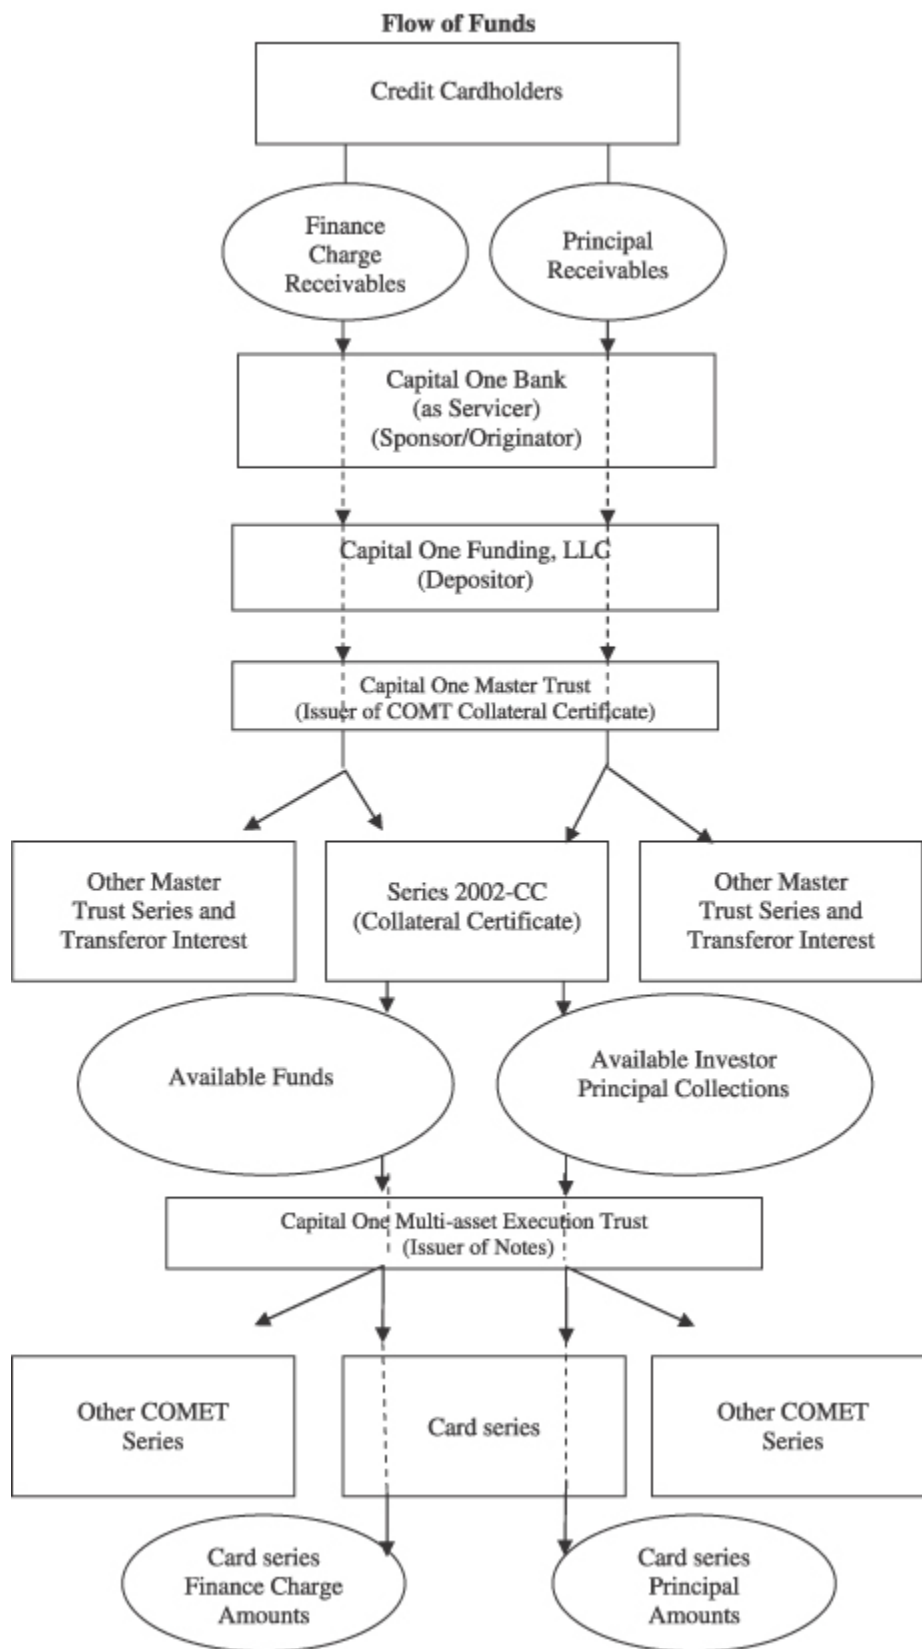 Flow of Funds
Credit Cardholders
Finance
Charge
Receivables
Principal
Receivables
Capital One Bank
(as Servicer)
(Sponsor/Originator)
Capital One Funding, LLC
(Depositor)
Capital One Master Trust
(Issuer of COMT Collateral Certificate)
Other Master
Trust Series and
Transferor Interest
Series 2002-CC
(Collateral Certificate)
Other Master
Trust Series and
Transferor Interest
Available Funds
Available Investor
Principal Collections
Capital One Multi-asset Execution Trust
(Issuer of Notes)
Other COMET
Series
Card series
Other COMET
Series
Card series
Finance Charge
Amounts
Card series
Principal
Amounts